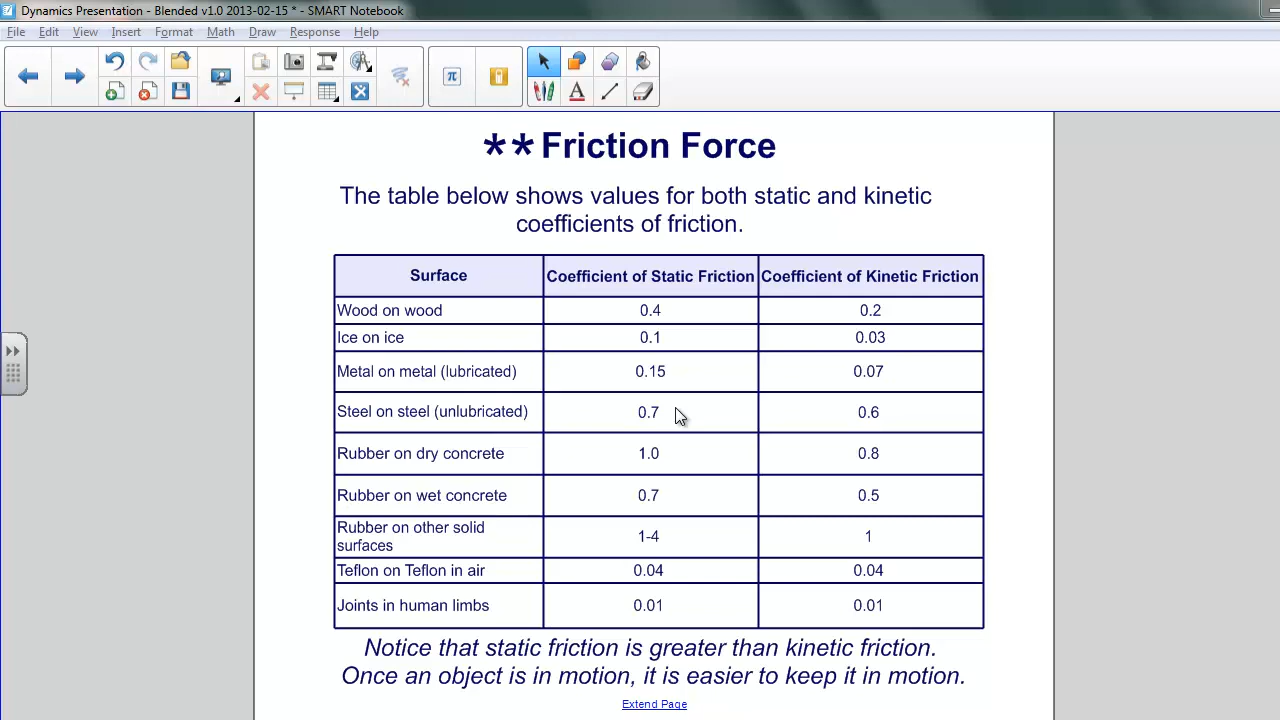 Dynamics Presentation - Blended v1.0 2013-02-15 * - SMART Notebook
File Edit View Insert Format Math Draw Response Help
π
A
**Friction Force
The table below shows values for both static and kinetic
coefficients of friction.
Surface Coefficient of Static Friction Coefficient of Kinetic Friction
Wood on wood 0.4 0.2
Ice on ice 0.1 0.03
Metal on metal (lubricated) 0.15 0.07
Steel on steel (unlubricated) 0.7 0.6
Rubber on dry concrete 1.0 0.8
Rubber on wet concrete 0.7 0.5
Rubber on other solid
surfaces 1-4 1
Teflon on Teflon in air 0.04 0.04
Joints in human limbs 0.01 0.01
Notice that static friction is greater than kinetic friction.
Once an object is in motion, it is easier to keep it in motion.
Extend Page